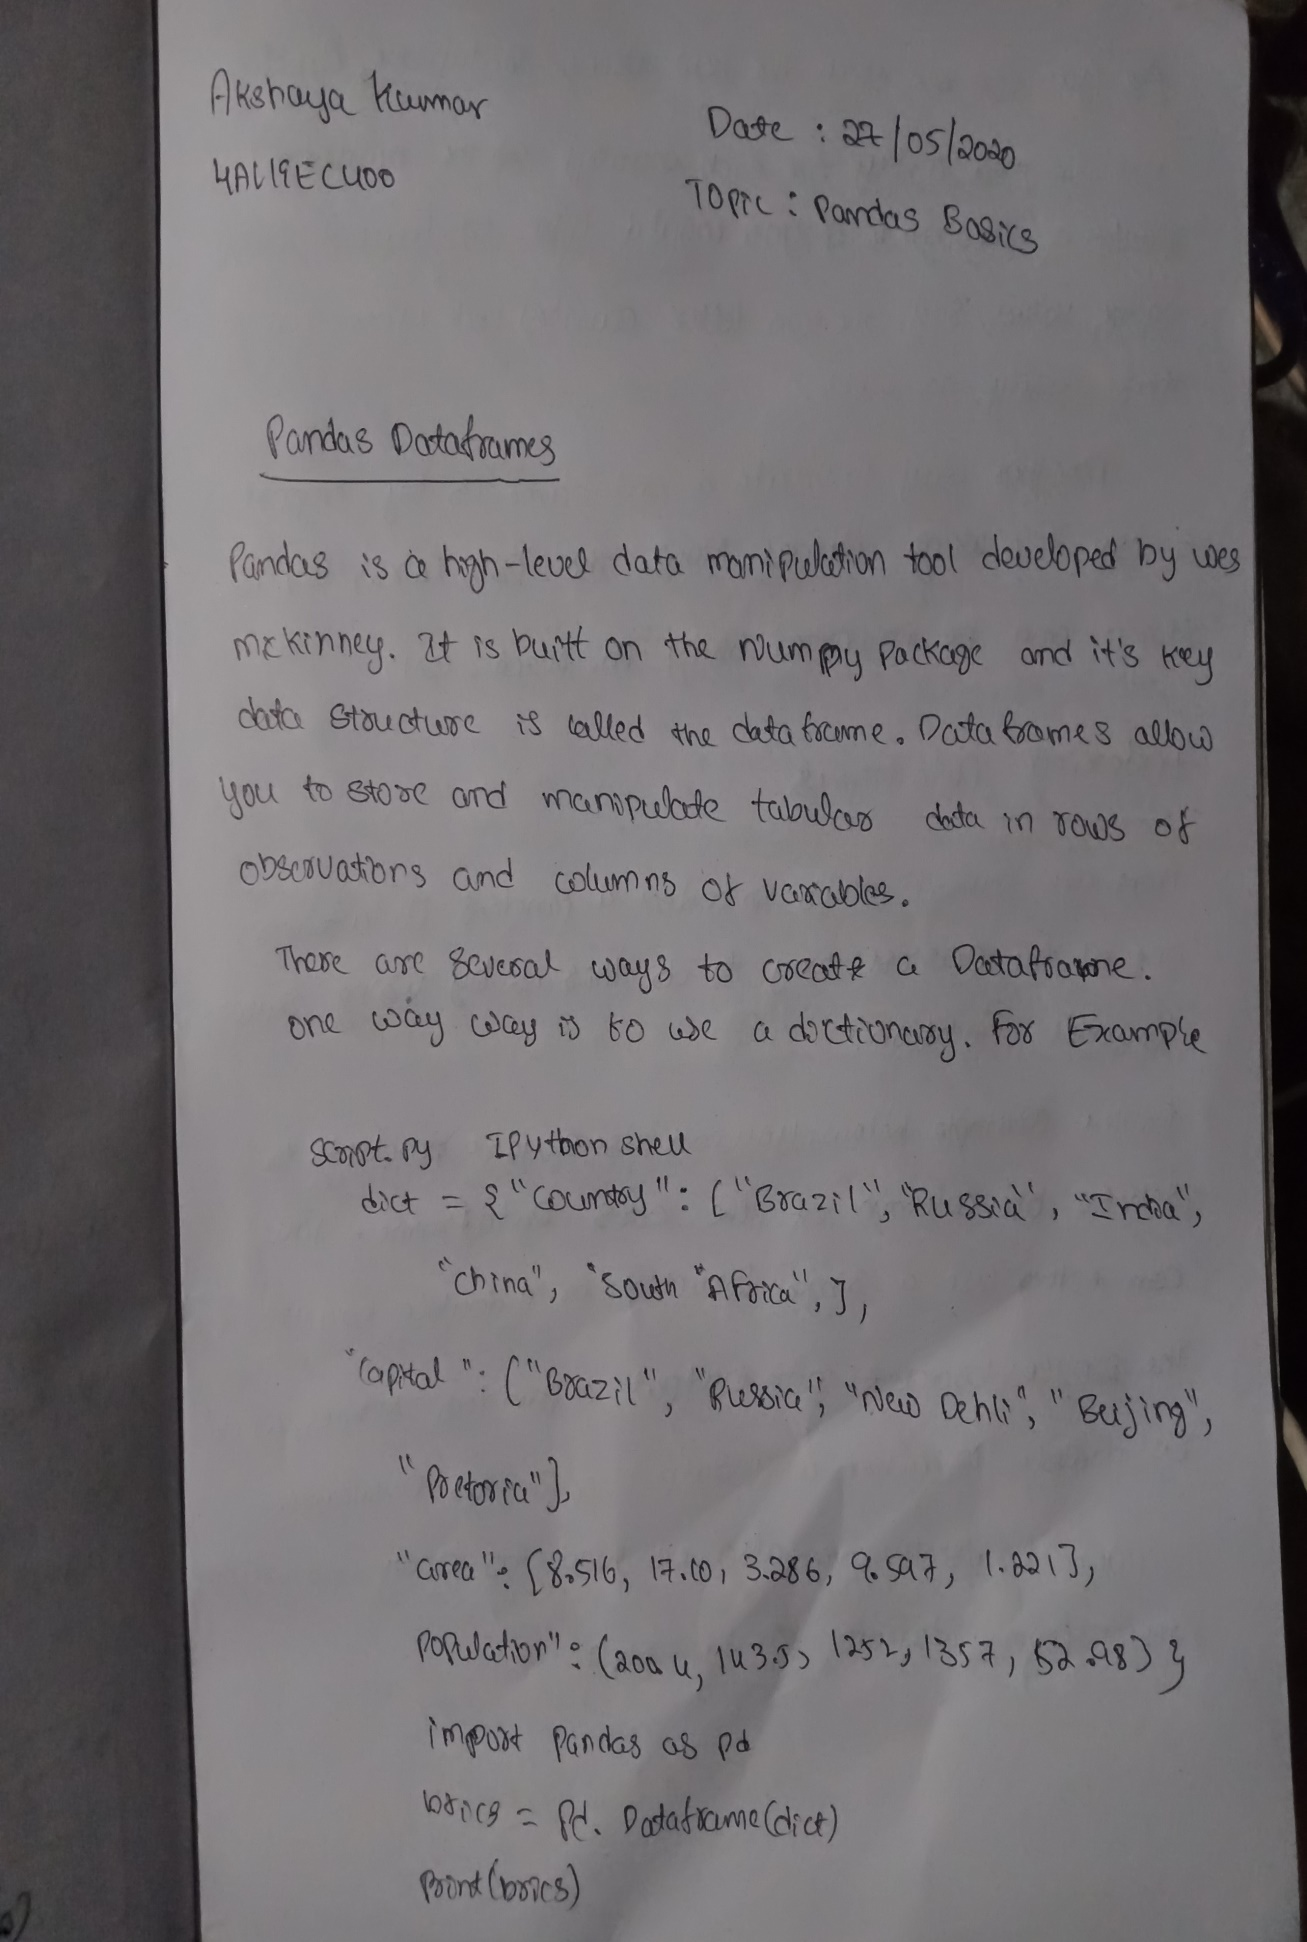 Akshaya Kumar
Date : 27/05/2020
4AL19EC400
Topic : Pandas Basics
Pandas Dataframes
Pandas is a high-level data manipulation tool developed by wes
mckinney. It is built on the Numpy package and it's key
data structure is called the dataframe. Dataframes allow
you to store and manipulate tabular data in rows of
observations and columns of variables.
There are several ways to create a Dataframe.
one way way is to use a dictionary. For Example
script.py IPython shell
dict = { "country" : ["Brazil", "Russia", "India",
"china", "south "Africa", ],
"capital" : ["Brazil", "Russia", "New Dehli", "Beijing",
"Pretoria"],
"area" : [8.516, 17.10, 3.286, 9.597, 1.221],
population" : (200 4, 143.5, 1252, 1357, 52.98] }
import pandas as pd
brics = Pd. Dataframe(dict)
Print(brics)